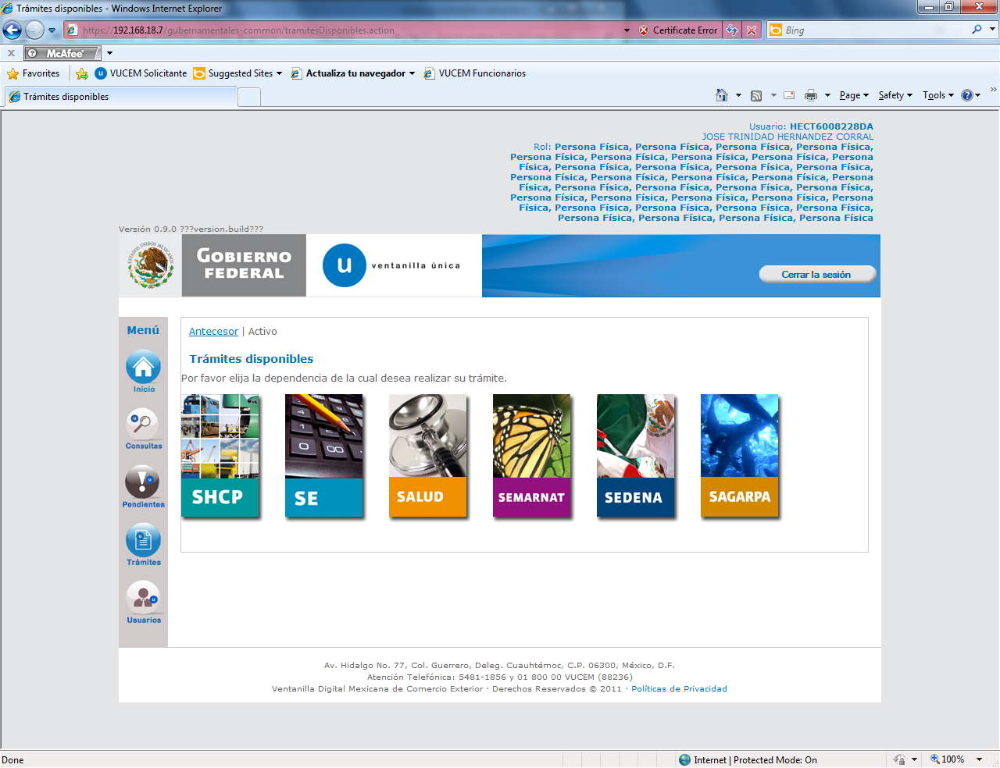 Trámites disponibles - Windows Internet Explorer
https://192.168.18.7/gubernamentales-common/tramitesDisponibles.action
Certificate Error
Bing
McAfee
Favorites
VUCEM Solicitante
Suggested Sites
Actualiza tu navegador
VUCEM Funcionarios
Trámites disponibles
Page
Safety
Tools
Usuario: HECT6008228DA
JOSE TRINIDAD HERNANDEZ CORRAL
Rol: Persona Física, Persona Física, Persona Física, Persona Física,
Persona Física, Persona Física, Persona Física, Persona Física, Persona
Física, Persona Física, Persona Física, Persona Física, Persona Física,
Persona Física, Persona Física, Persona Física, Persona Física, Persona
Física, Persona Física, Persona Física, Persona Física, Persona Física,
Persona Física, Persona Física, Persona Física, Persona Física, Persona
Física, Persona Física, Persona Física, Persona Física, Persona Física,
Persona Física, Persona Física, Persona Física, Persona Física
Versión 0.9.0 ???version.build???
ESTADOS UNIDOS MEXICANOS
GOBIERNO
FEDERAL
u ventanilla única
Cerrar la sesión
Menú
Inicio
Consultas
Pendientes
Trámites
Usuarios
Antecesor | Activo
Trámites disponibles
Por favor elija la dependencia de la cual desea realizar su trámite.
SHCP
SE
SALUD
SEMARNAT
SEDENA
SAGARPA
Av. Hidalgo No. 77, Col. Guerrero, Deleg. Cuauhtémoc, C.P. 06300, México, D.F.
Atención Telefónica: 5481-1856 y 01 800 00 VUCEM (88236)
Ventanilla Digital Mexicana de Comercio Exterior · Derechos Reservados © 2011 · Políticas de Privacidad
Done
Internet | Protected Mode: On
100%